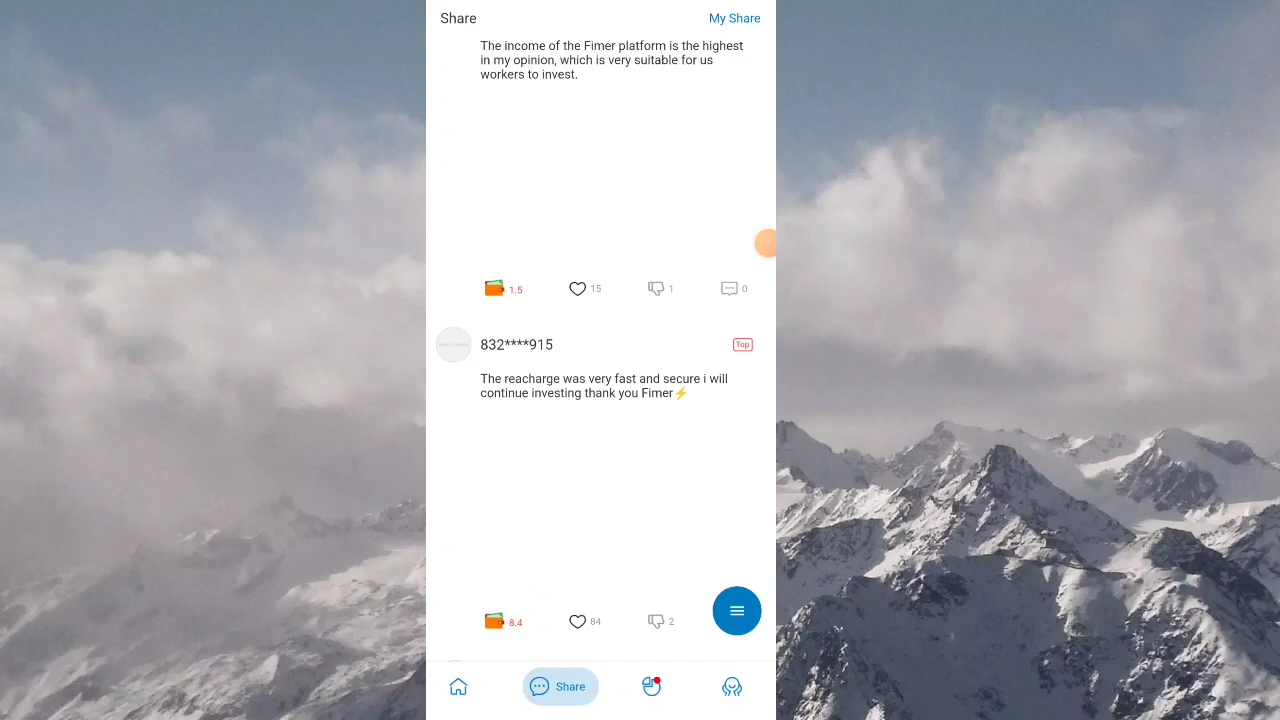 Share
My Share
The income of the Fimer platform is the highest
in my opinion, which is very suitable for us
workers to invest.
1.5
15
1
0
832****915
Top
The reacharge was very fast and secure i will
continue investing thank you Fimer⚡
8.4
84
2
Share